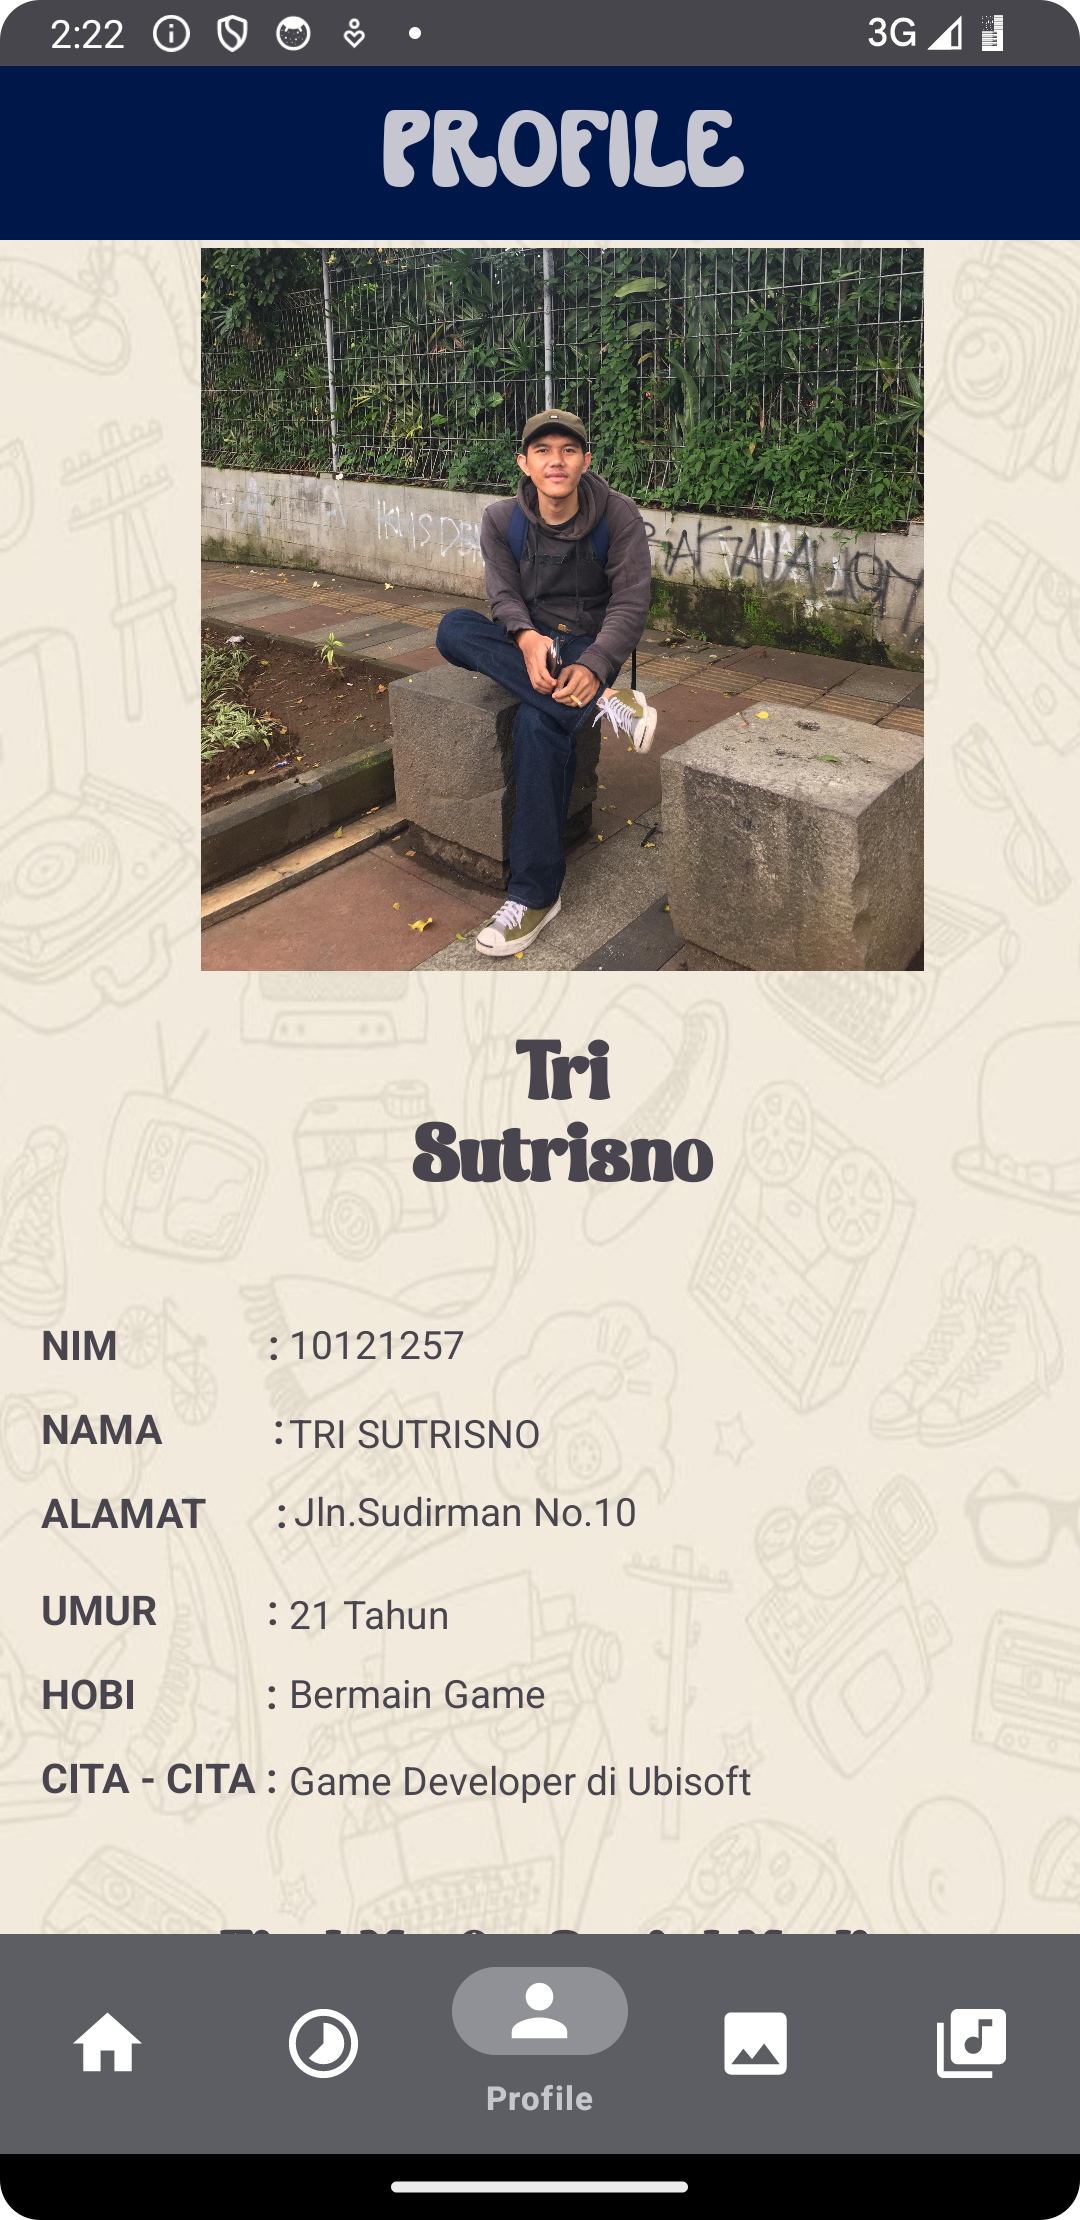 2:22
3G
PROFILE
Tri
Sutrisno
NIM : 10121257
NAMA : TRI SUTRISNO
ALAMAT : Jln.Sudirman No.10
UMUR : 21 Tahun
HOBI : Bermain Game
CITA - CITA : Game Developer di Ubisoft
Profile